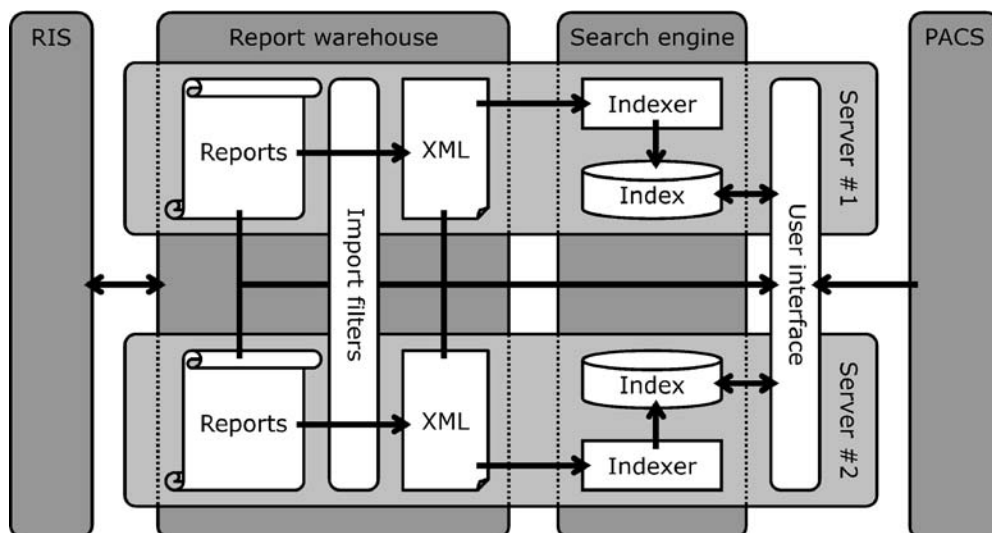 RIS
Report warehouse
Search engine
PACS
Reports
XML
Indexer
Index
Server #1
Import filters
User interface
Reports
XML
Index
Indexer
Server #2